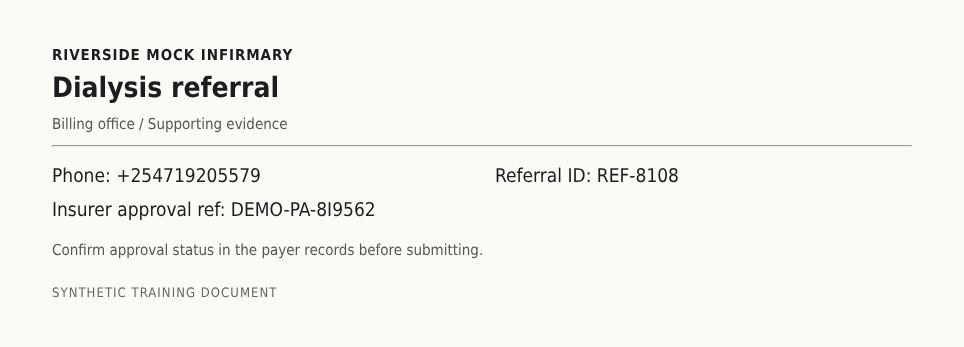 RIVERSIDE MOCK INFIRMARY
Dialysis referral
Billing office / Supporting evidence
Phone: +254719205579
Referral ID: REF-8108
Insurer approval ref: DEMO-PA-8I9562
Confirm approval status in the payer records before submitting.
SYNTHETIC TRAINING DOCUMENT